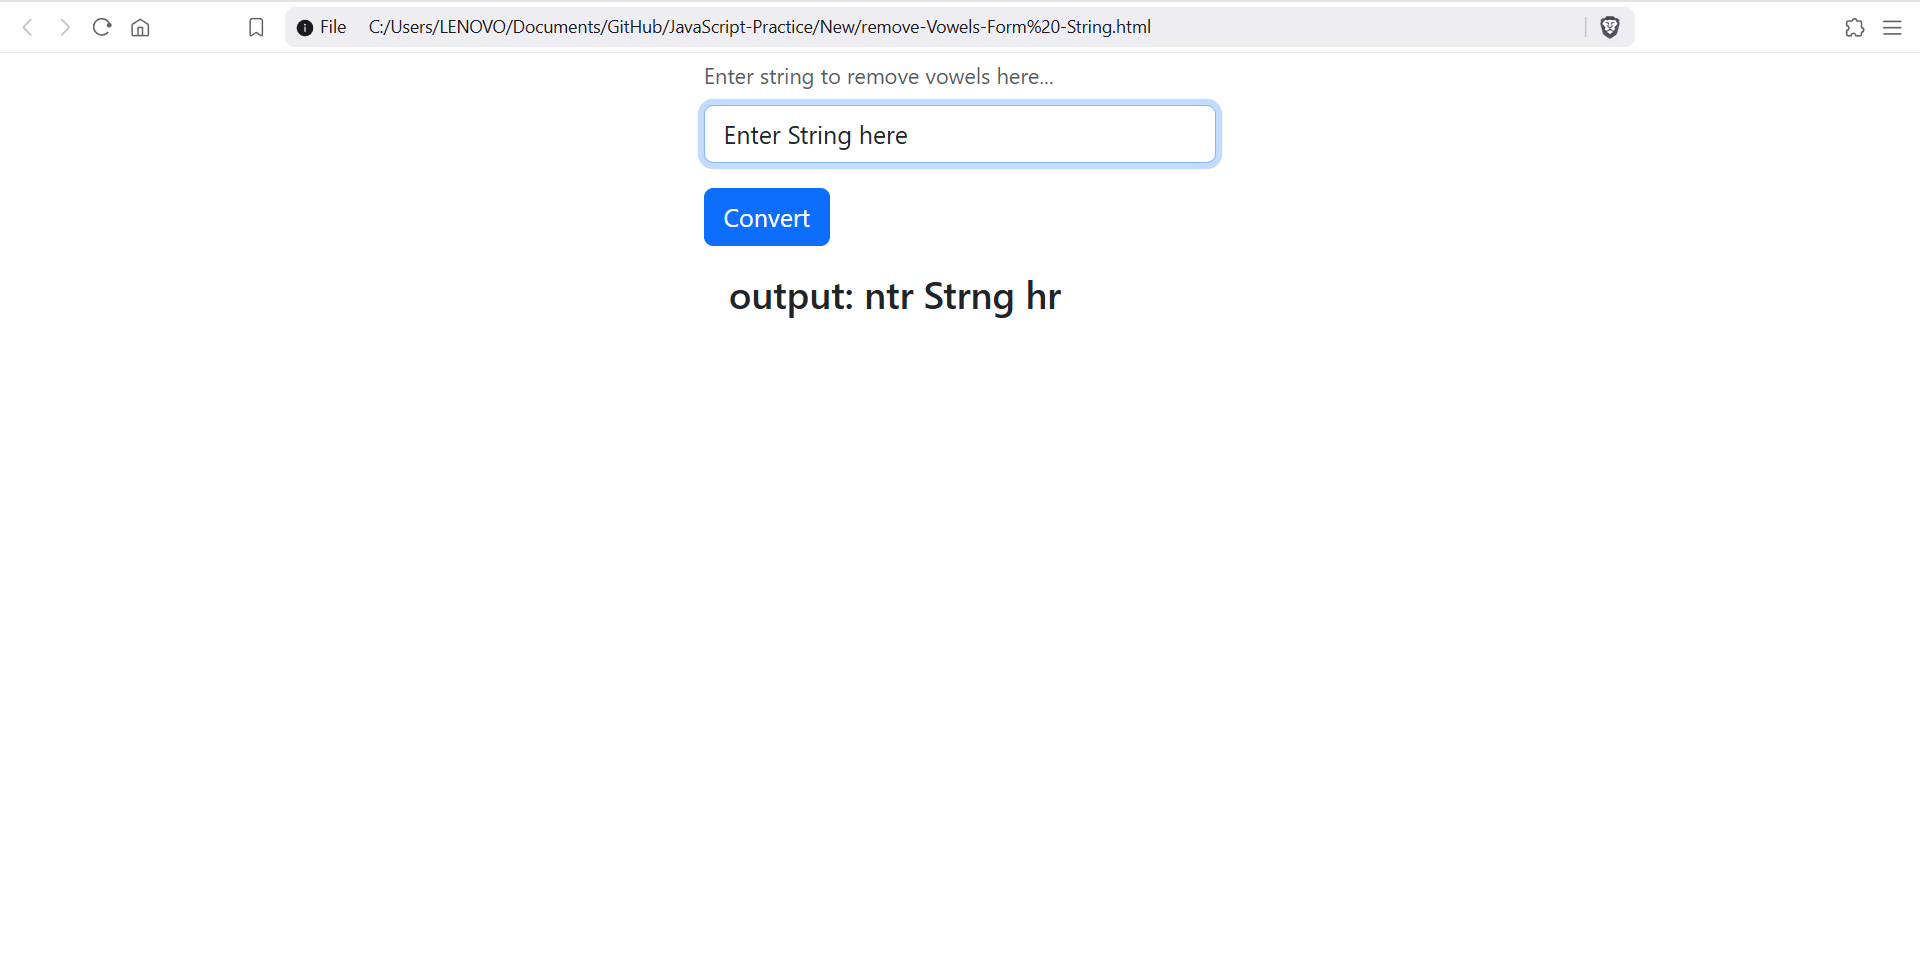 File C:/Users/LENOVO/Documents/GitHub/JavaScript-Practice/New/remove-Vowels-Form%20-String.html
Enter string to remove vowels here...
Enter String here
Convert
output: ntr Strng hr